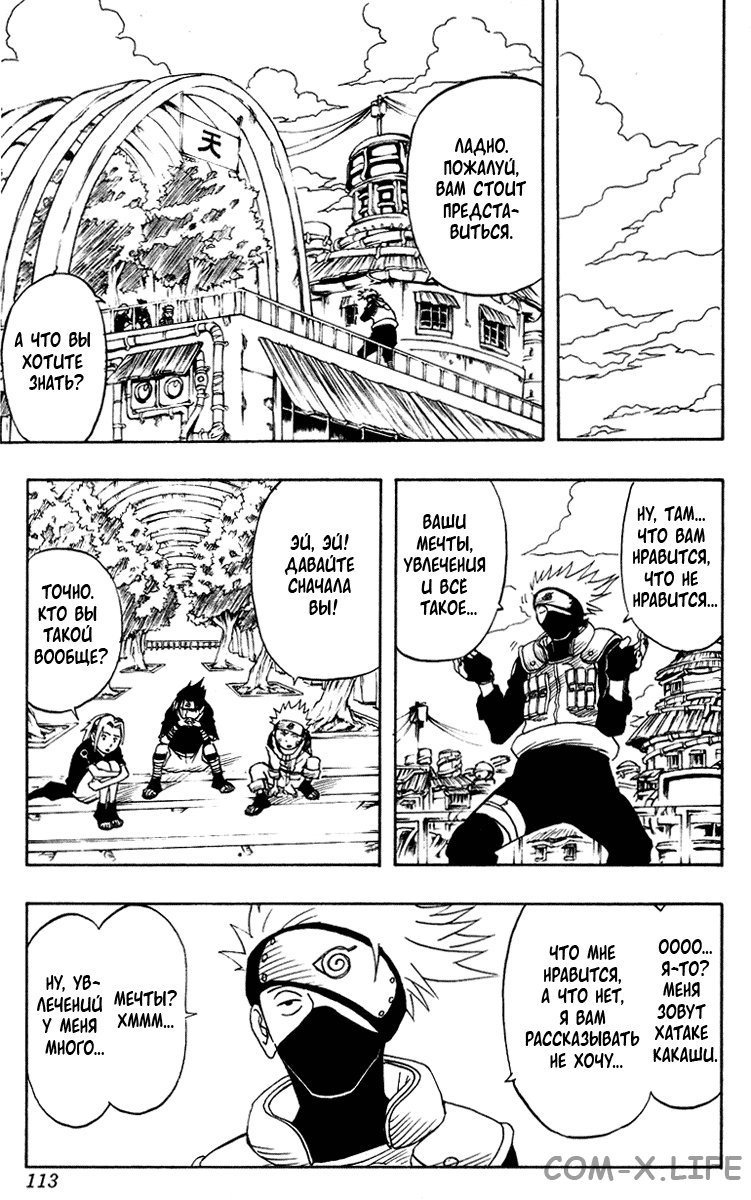 ЛАДНО.
ПОЖАЛУЙ,
ВАМ СТОИТ
ПРЕДСТА-
ВИТЬСЯ.
天
А ЧТО ВЫ
ХОТИТЕ
ЗНАТЬ?
НУ, ТАМ...
ЧТО ВАМ
НРАВИТСЯ,
ЧТО НЕ
НРАВИТСЯ...
ВАШИ
МЕЧТЫ,
УВЛЕЧЕНИЯ
И ВСЁ
ТАКОЕ...
ЭЙ, ЭЙ!
ДАВАЙТЕ
СНАЧАЛА
ВЫ!
ТОЧНО.
КТО ВЫ
ТАКОЙ
ВООБЩЕ?
ОООО...
Я-ТО?
МЕНЯ
ЗОВУТ
ХАТАКЕ
КАКАШИ.
ЧТО МНЕ
НРАВИТСЯ,
А ЧТО НЕТ,
Я ВАМ
РАССКАЗЫВАТЬ
НЕ ХОЧУ...
МЕЧТЫ?
ХМММ...
НУ, УВ-
ЛЕЧЕНИЙ
У МЕНЯ
МНОГО...
113
COM-X.LIFE